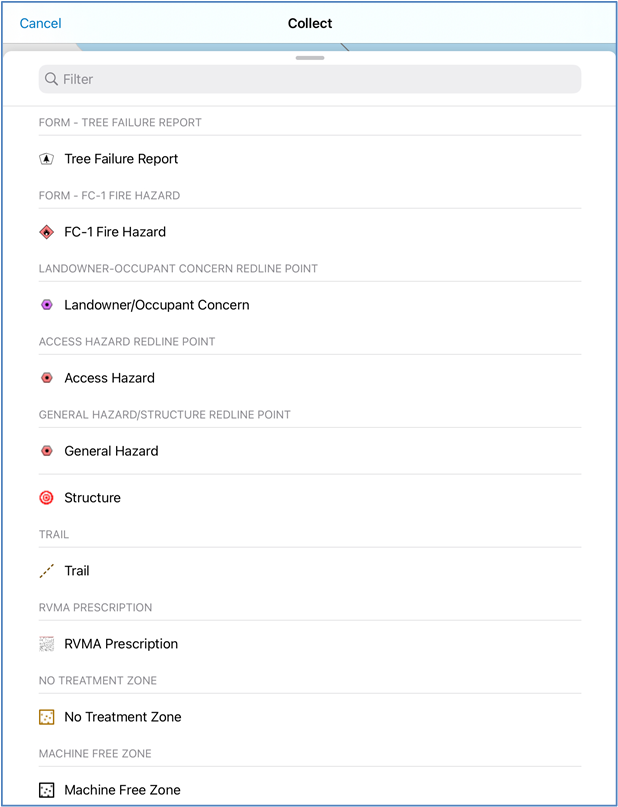 Cancel
Collect
Filter
FORM - TREE FAILURE REPORT
Tree Failure Report
FORM - FC-1 FIRE HAZARD
FC-1 Fire Hazard
LANDOWNER-OCCUPANT CONCERN REDLINE POINT
Landowner/Occupant Concern
ACCESS HAZARD REDLINE POINT
Access Hazard
GENERAL HAZARD/STRUCTURE REDLINE POINT
General Hazard
Structure
TRAIL
Trail
RVMA PRESCRIPTION
RVMA Prescription
NO TREATMENT ZONE
No Treatment Zone
MACHINE FREE ZONE
Machine Free Zone